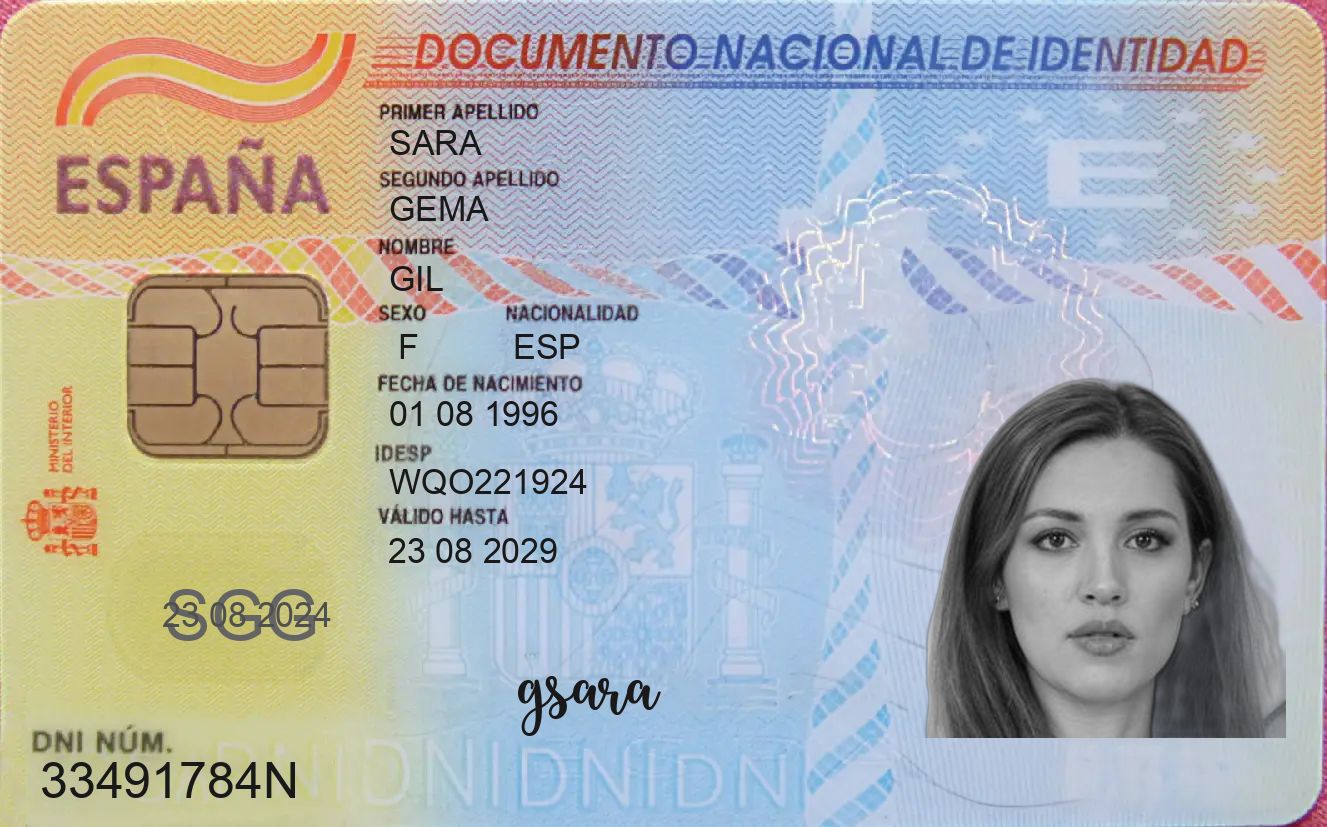 DOCUMENTO NACIONAL DE IDENTIDAD
ESPAÑA
PRIMER APELLIDO
SARA
SEGUNDO APELLIDO
GEMA
NOMBRE
GIL
SEXO NACIONALIDAD
F ESP
FECHA DE NACIMIENTO
01 08 1996
IDESP
WQO221924
VÁLIDO HASTA
23 08 2029
MINISTERIO
DEL INTERIOR
E
23 08 2024
SGG
gsara
DNI NÚM.
33491784N
DNIDNIDNIDN